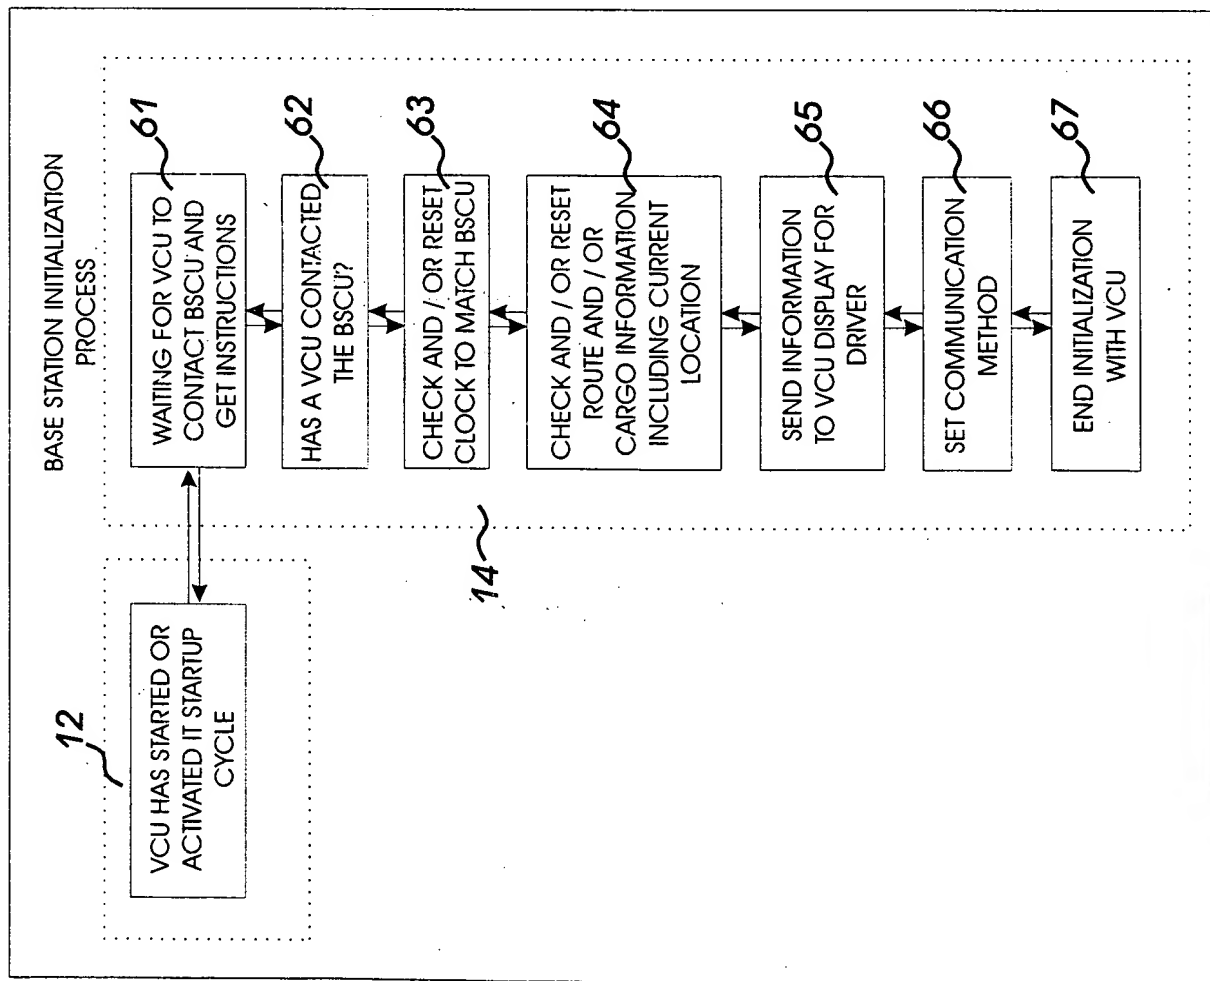 BASE STATION INITIALIZATION
PROCESS
12
VCU HAS STARTED OR
ACTIVATED IT STARTUP
CYCLE
14
61
WAITING FOR VCU TO
CONTACT BSCU AND
GET INSTRUCTIONS
62
HAS A VCU CONTACTED
THE BSCU?
63
CHECK AND / OR RESET
CLOCK TO MATCH BSCU
64
CHECK AND / OR RESET
ROUTE AND / OR
CARGO INFORMATION
INCLUDING CURRENT
LOCATION
65
SEND INFORMATION
TO VCU DISPLAY FOR
DRIVER
66
SET COMMUNICATION
METHOD
67
END INITIALIZATION
WITH VCU